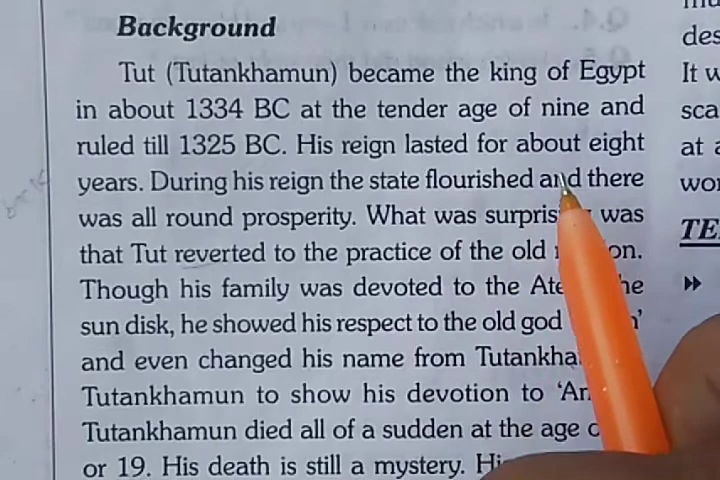 Background
Tut (Tutankhamun) became the king of Egypt
in about 1334 BC at the tender age of nine and
ruled till 1325 BC. His reign lasted for about eight
years. During his reign the state flourished and there
was all round prosperity. What was was
that Tut reverted to the practice of the old
Though his family was devoted to the
sun disk, he showed his respect to the old god
and even changed his name from
Tutankhamun to show his devotion to
Tutankhamun died all of a sudden at the age
or 19. His death is still a mystery.
des
It
sca
at
TE